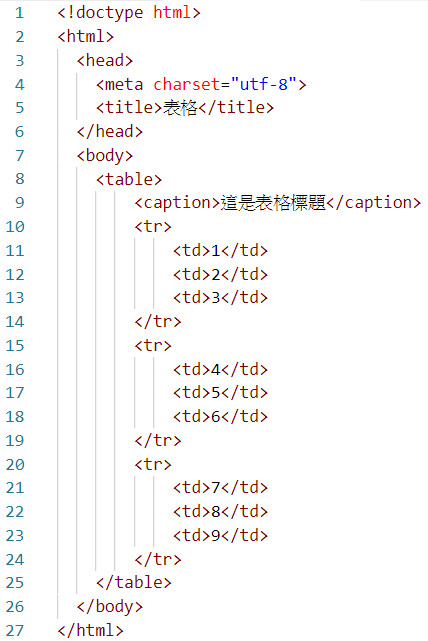 1 <!doctype html>
2 <html>
3 <head>
4 <meta charset="utf-8">
5 <title>表格</title>
6 </head>
7 <body>
8 <table>
9 <caption>這是表格標題</caption>
10 <tr>
11 <td>1</td>
12 <td>2</td>
13 <td>3</td>
14 </tr>
15 <tr>
16 <td>4</td>
17 <td>5</td>
18 <td>6</td>
19 </tr>
20 <tr>
21 <td>7</td>
22 <td>8</td>
23 <td>9</td>
24 </tr>
25 </table>
26 </body>
27 </html>